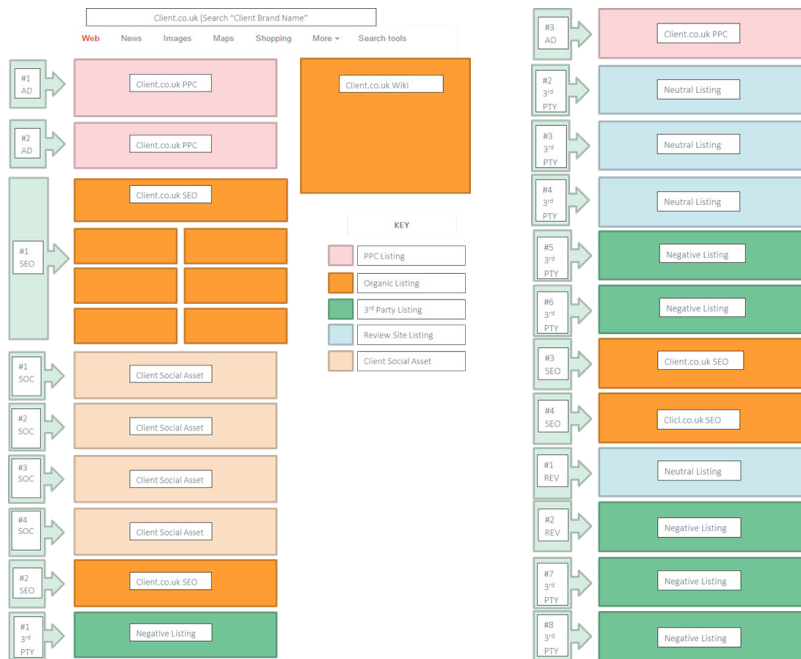 Client.co.uk (Search "Client Brand Name"
Web News Images Maps Shopping More Search tools
#1
AD
Client.co.uk PPC
Client.co.uk Wiki
#2
AD
Client.co.uk PPC
#1
SEO
Client.co.uk SEO
KEY
PPC Listing
Organic Listing
3rd Party Listing
Review Site Listing
Client Social Asset
#1
SOC
Client Social Asset
#2
SOC
Client Social Asset
#3
SOC
Client Social Asset
#4
SOC
Client Social Asset
#2
SEO
Client.co.uk SEO
#1
3rd
PTY
Negative Listing
#3
AD
Client.co.uk PPC
#2
3rd
PTY
Neutral Listing
#3
3rd
PTY
Neutral Listing
#4
3rd
PTY
Neutral Listing
#5
3rd
PTY
Negative Listing
#6
3rd
PTY
Negative Listing
#3
SEO
Client.co.uk SEO
#4
SEO
Clicl.co.uk SEO
#1
REV
Neutral Listing
#2
REV
Negative Listing
#7
3rd
PTY
Negative Listing
#8
3rd
PTY
Negative Listing